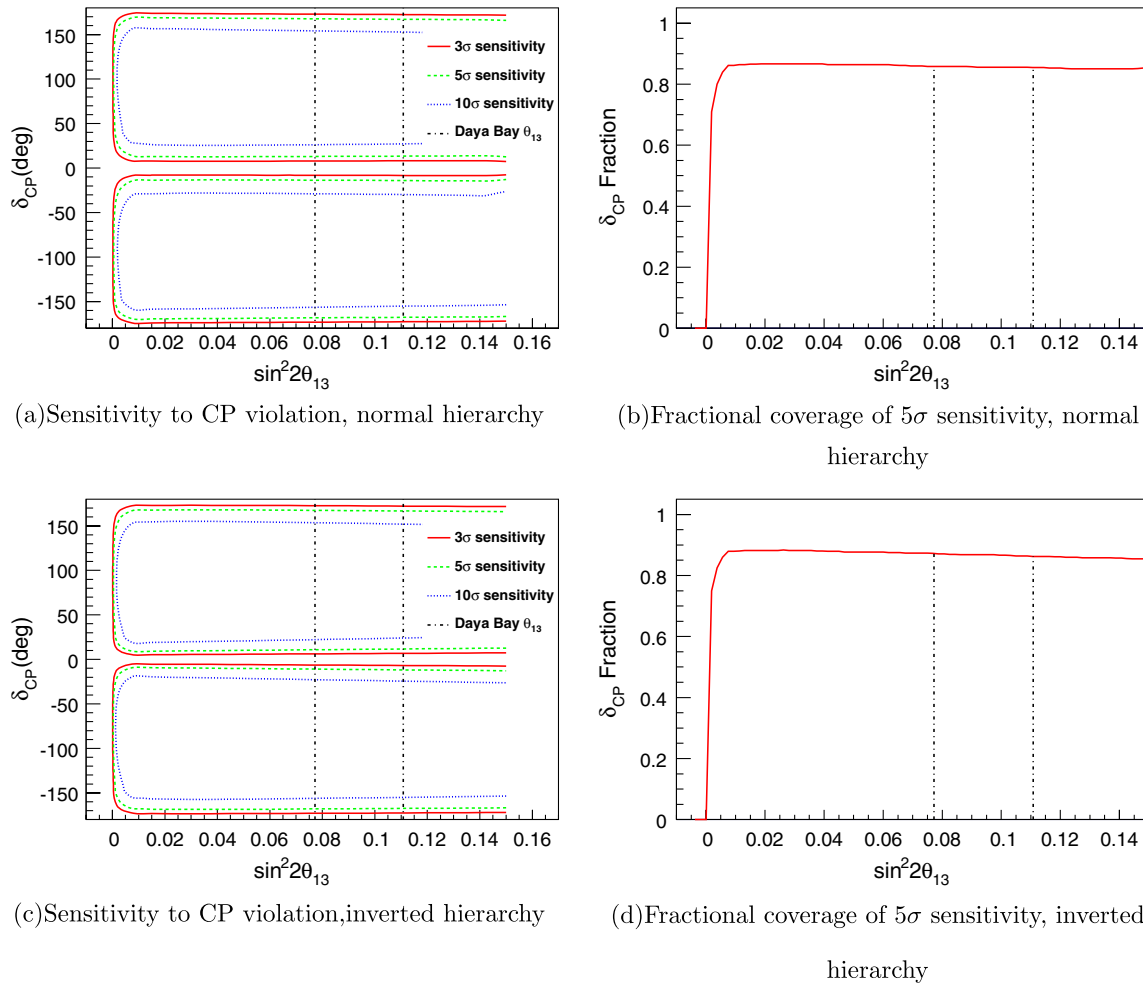 150
100
50
0
-50
-100
-150
δCP(deg)
3σ sensitivity
5σ sensitivity
10σ sensitivity
Daya Bay θ13
0 0.02 0.04 0.06 0.08 0.1 0.12 0.14 0.16
sin²2θ13
(a)Sensitivity to CP violation, normal hierarchy
1
0.8
0.6
0.4
0.2
0
δCP Fraction
0 0.02 0.04 0.06 0.08 0.1 0.12 0.14
sin²2θ13
(b)Fractional coverage of 5σ sensitivity, normal
hierarchy
150
100
50
0
-50
-100
-150
δCP(deg)
3σ sensitivity
5σ sensitivity
10σ sensitivity
Daya Bay θ13
0 0.02 0.04 0.06 0.08 0.1 0.12 0.14 0.16
sin²2θ13
(c)Sensitivity to CP violation,inverted hierarchy
1
0.8
0.6
0.4
0.2
0
δCP Fraction
0 0.02 0.04 0.06 0.08 0.1 0.12 0.14
sin²2θ13
(d)Fractional coverage of 5σ sensitivity, inverted
hierarchy